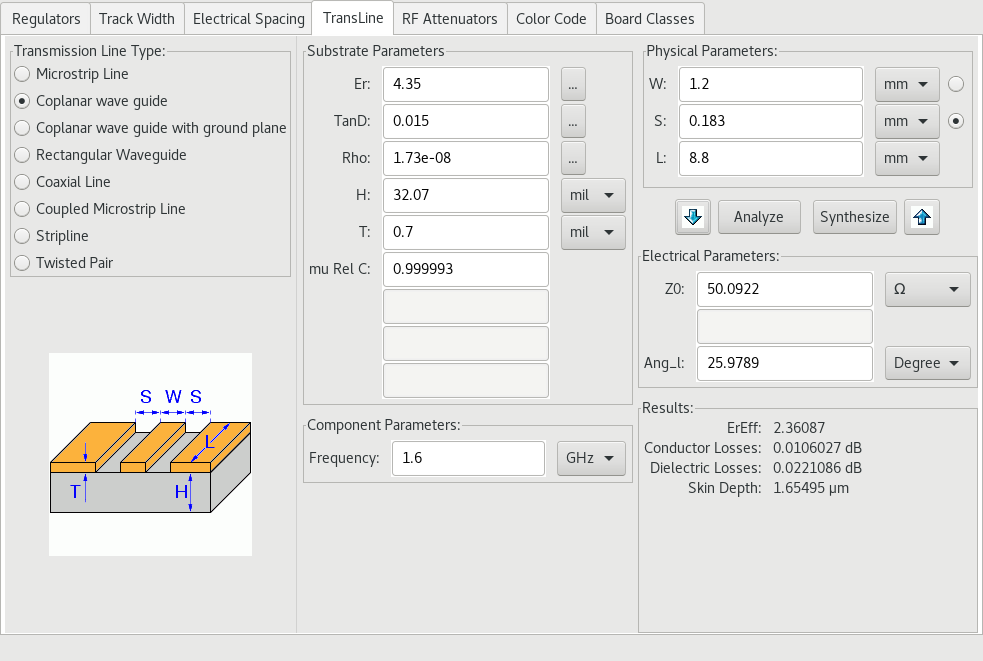 Regulators Track Width Electrical Spacing TransLine RF Attenuators Color Code Board Classes
Transmission Line Type:
Microstrip Line
Coplanar wave guide
Coplanar wave guide with ground plane
Rectangular Waveguide
Coaxial Line
Coupled Microstrip Line
Stripline
Twisted Pair
S W S
L
T H
Substrate Parameters
Er: 4.35 ...
TanD: 0.015 ...
Rho: 1.73e-08 ...
H: 32.07 mil
T: 0.7 mil
mu Rel C: 0.999993
Component Parameters:
Frequency: 1.6 GHz
Physical Parameters:
W: 1.2 mm
S: 0.183 mm
L: 8.8 mm
Analyze Synthesize
Electrical Parameters:
Z0: 50.0922 Ω
Ang_l: 25.9789 Degree
Results:
ErEff: 2.36087
Conductor Losses: 0.0106027 dB
Dielectric Losses: 0.0221086 dB
Skin Depth: 1.65495 µm